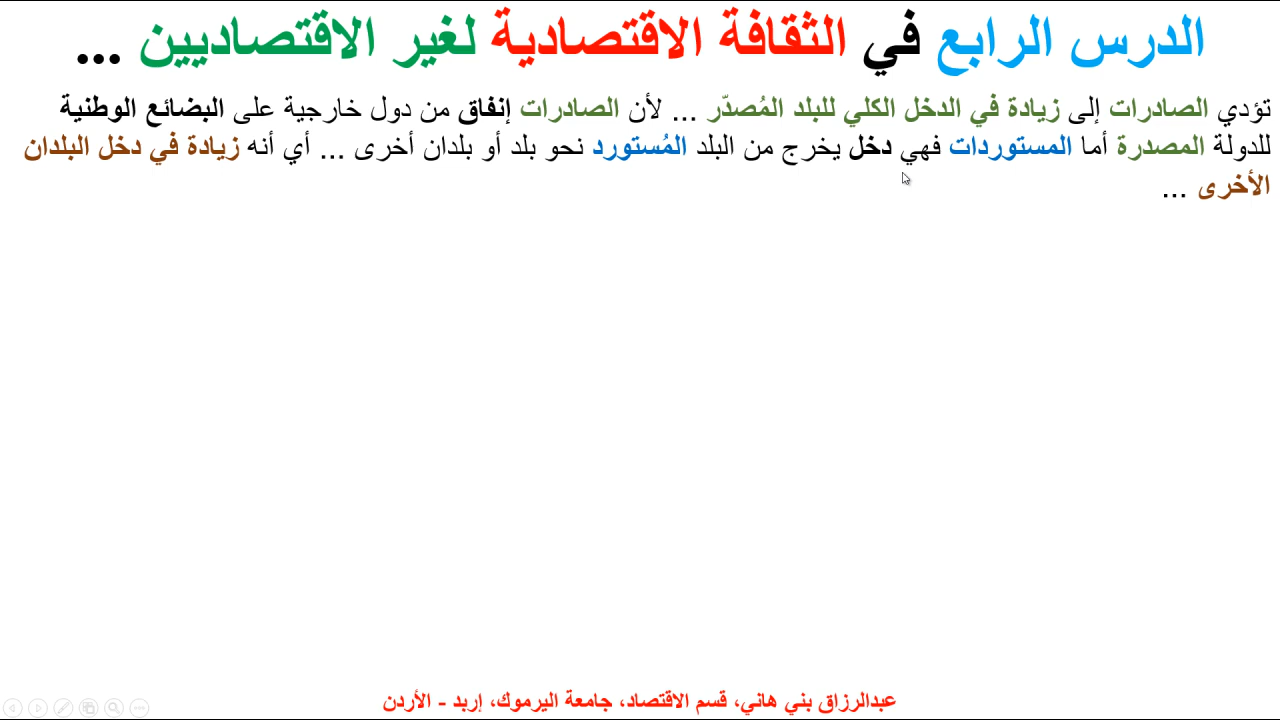 الدرس الرابع في الثقافة الاقتصادية لغير الاقتصاديين ...
تؤدي الصادرات إلى زيادة في الدخل الكلي للبلد المُصدّر ... لأن الصادرات إنفاق من دول خارجية على البضائع الوطنية
للدولة المصدرة أما المستوردات فهي دخل يخرج من البلد المُستورد نحو بلد أو بلدان أخرى ... أي أنه زيادة في دخل البلدان
الأخرى ...
عبدالرزاق بني هاني، قسم الاقتصاد، جامعة اليرموك، إربد - الأردن